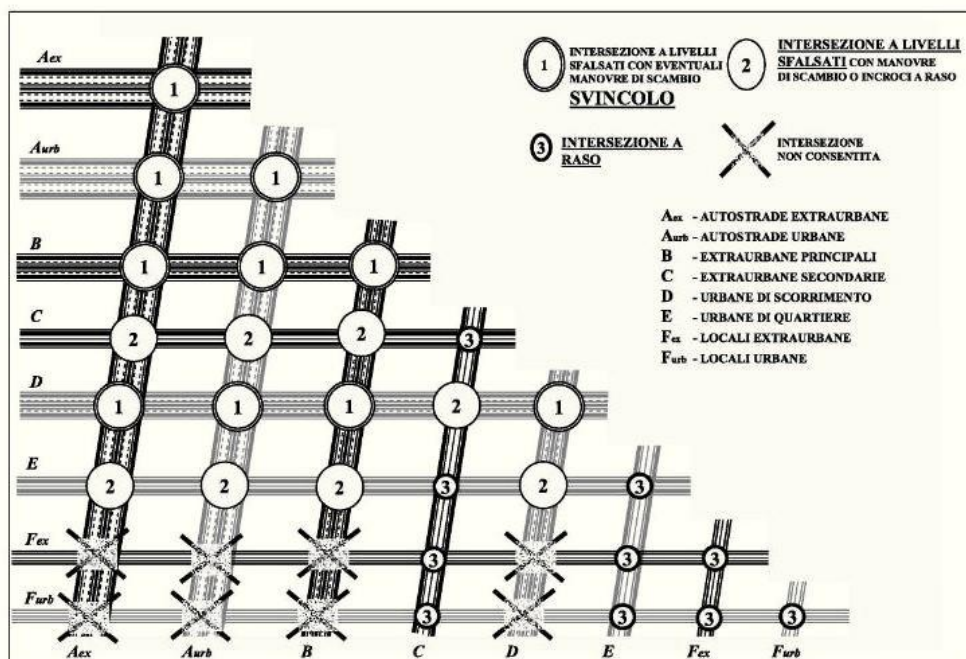 Aex
1
INTERSEZIONE A LIVELLI
SFALSATI CON EVENTUALI
MANOVRE DI SCAMBIO
SVINCOLO
1
2
INTERSEZIONE A LIVELLI
SFALSATI CON MANOVRE
DI SCAMBIO O INCROCI A RASO
3
INTERSEZIONE A
RASO
INTERSEZIONE
NON CONSENTITA
Aurb
1 1
Aex - AUTOSTRADE EXTRAURBANE
Aurb - AUTOSTRADE URBANE
B - EXTRAURBANE PRINCIPALI
C - EXTRAURBANE SECONDARIE
D - URBANE DI SCORRIMENTO
E - URBANE DI QUARTIERE
Fex - LOCALI EXTRAURBANE
Furb - LOCALI URBANE
B
1 1 1
C
2 2 2 3
D
1 1 1 2 1
E
2 2 2 3 2 3
Fex
3 3 3
Furb
3 3 3 3
Aex Aurb B C D E Fex Furb